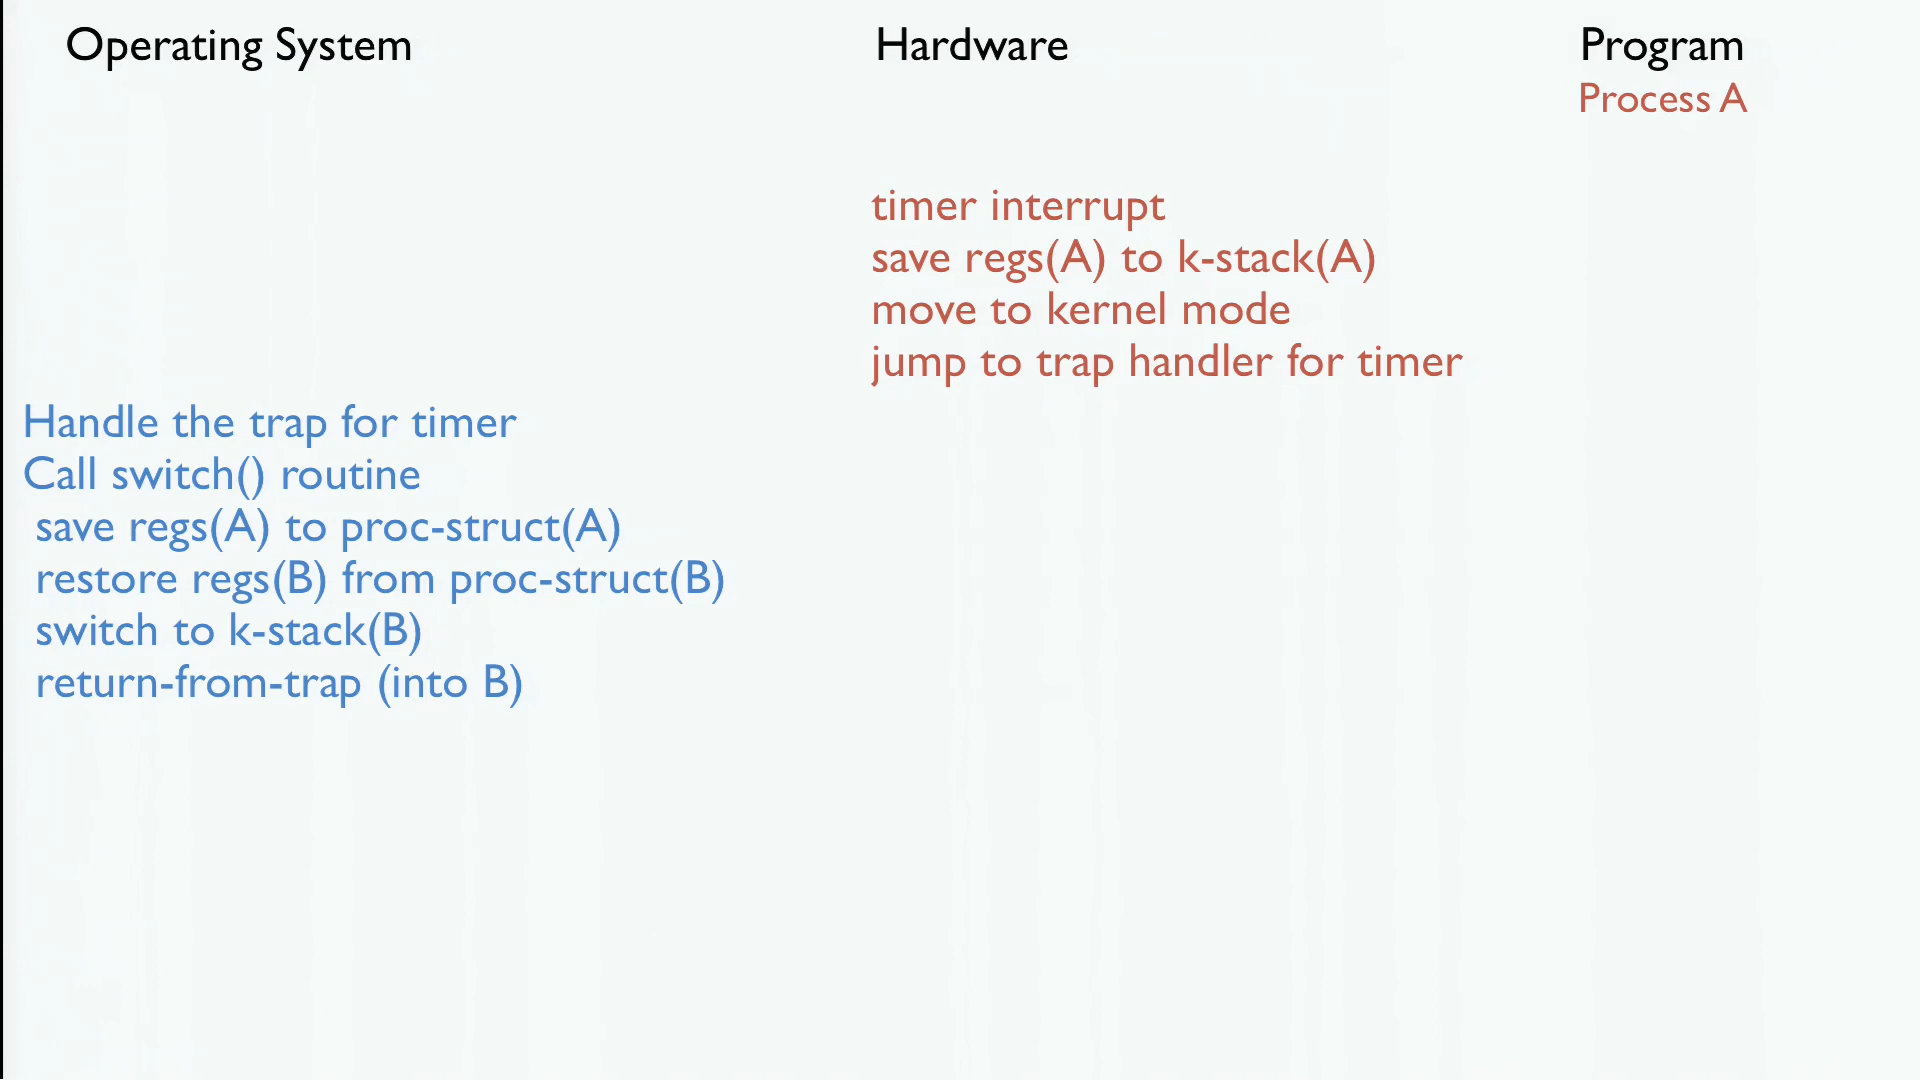 Operating System
Hardware
Program
Process A
timer interrupt
save regs(A) to k-stack(A)
move to kernel mode
jump to trap handler for timer
Handle the trap for timer
Call switch() routine
save regs(A) to proc-struct(A)
restore regs(B) from proc-struct(B)
switch to k-stack(B)
return-from-trap (into B)